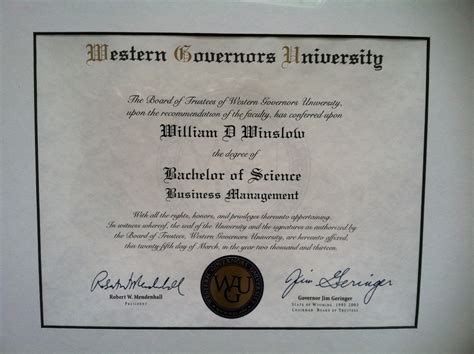 Western Governors University
The Board of Trustees of Western Governors University,
upon the recommendation of the faculty, has conferred upon
William D Winslow
the degree of
Bachelor of Science
Business Management
With all the rights, honors, and privileges thereunto appertaining.
In witness whereof, the seal of the University and the signatures as authorized by
the Board of Trustees, Western Governors University, are hereunto affixed,
this twenty fifth day of March, in the year two thousand and thirteen.
Robert W. Mendenhall
Jim Geringer
Robert W. Mendenhall
President
Governor Jim Geringer
State of Wyoming 1995-2003
Chairman Board of Trustees
WGU